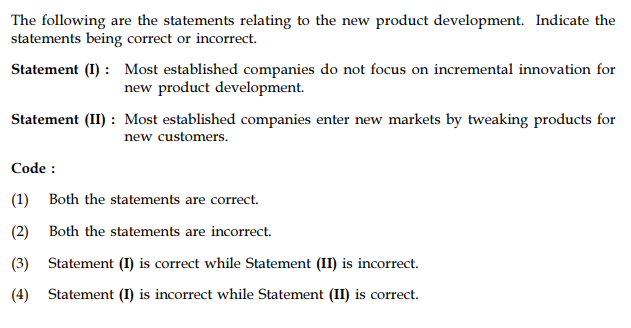 The following are the statements relating to the new product development. Indicate the
statements being correct or incorrect.
Statement (I) : Most established companies do not focus on incremental innovation for
new product development.
Statement (II) : Most established companies enter new markets by tweaking products for
new customers.
Code :
(1) Both the statements are correct.
(2) Both the statements are incorrect.
(3) Statement (I) is correct while Statement (II) is incorrect.
(4) Statement (I) is incorrect while Statement (II) is correct.